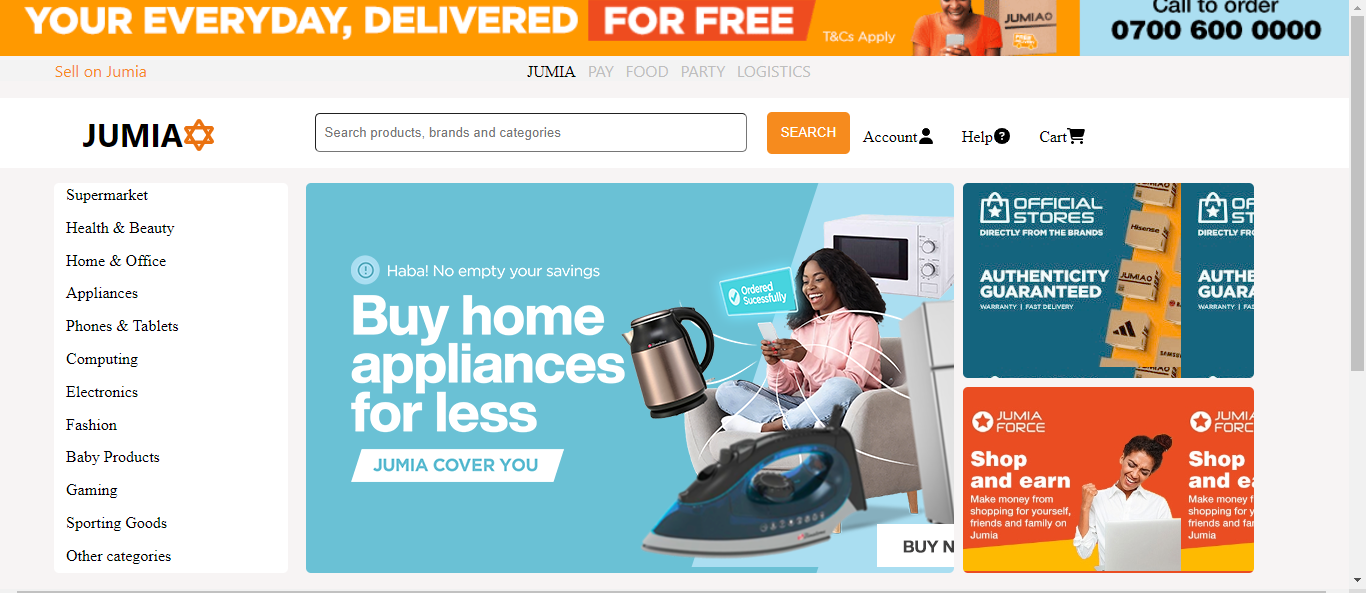 YOUR EVERYDAY, DELIVERED FOR FREE
T&Cs Apply
JUMIA
Call to order
0700 600 0000
Sell on Jumia
JUMIA PAY FOOD PARTY LOGISTICS
JUMIA
Search products, brands and categories
SEARCH
Account
Help
Cart
Supermarket
Health & Beauty
Home & Office
Appliances
Phones & Tablets
Computing
Electronics
Fashion
Baby Products
Gaming
Sporting Goods
Other categories
Haba! No empty your savings
Buy home
appliances
for less
JUMIA COVER YOU
Ordered
Sucessfully
BUY N
OFFICIAL
STORES
DIRECTLY FROM THE BRANDS
AUTHENTICITY
GUARANTEED
WARRANTY | FAST DELIVERY
JUMIA
Hisense
JUMIA
SAMSU
OF
ST
DIRECTLY FRO
AUTHE
GUARA
WARRANTY | FAS
JUMIA
FORCE
Shop
and earn
Make money from
shopping for yourself,
friends and family on
Jumia
JUMIA
FORC
Shop
and ea
Make money f
shopping for y
friends and fa
Jumia